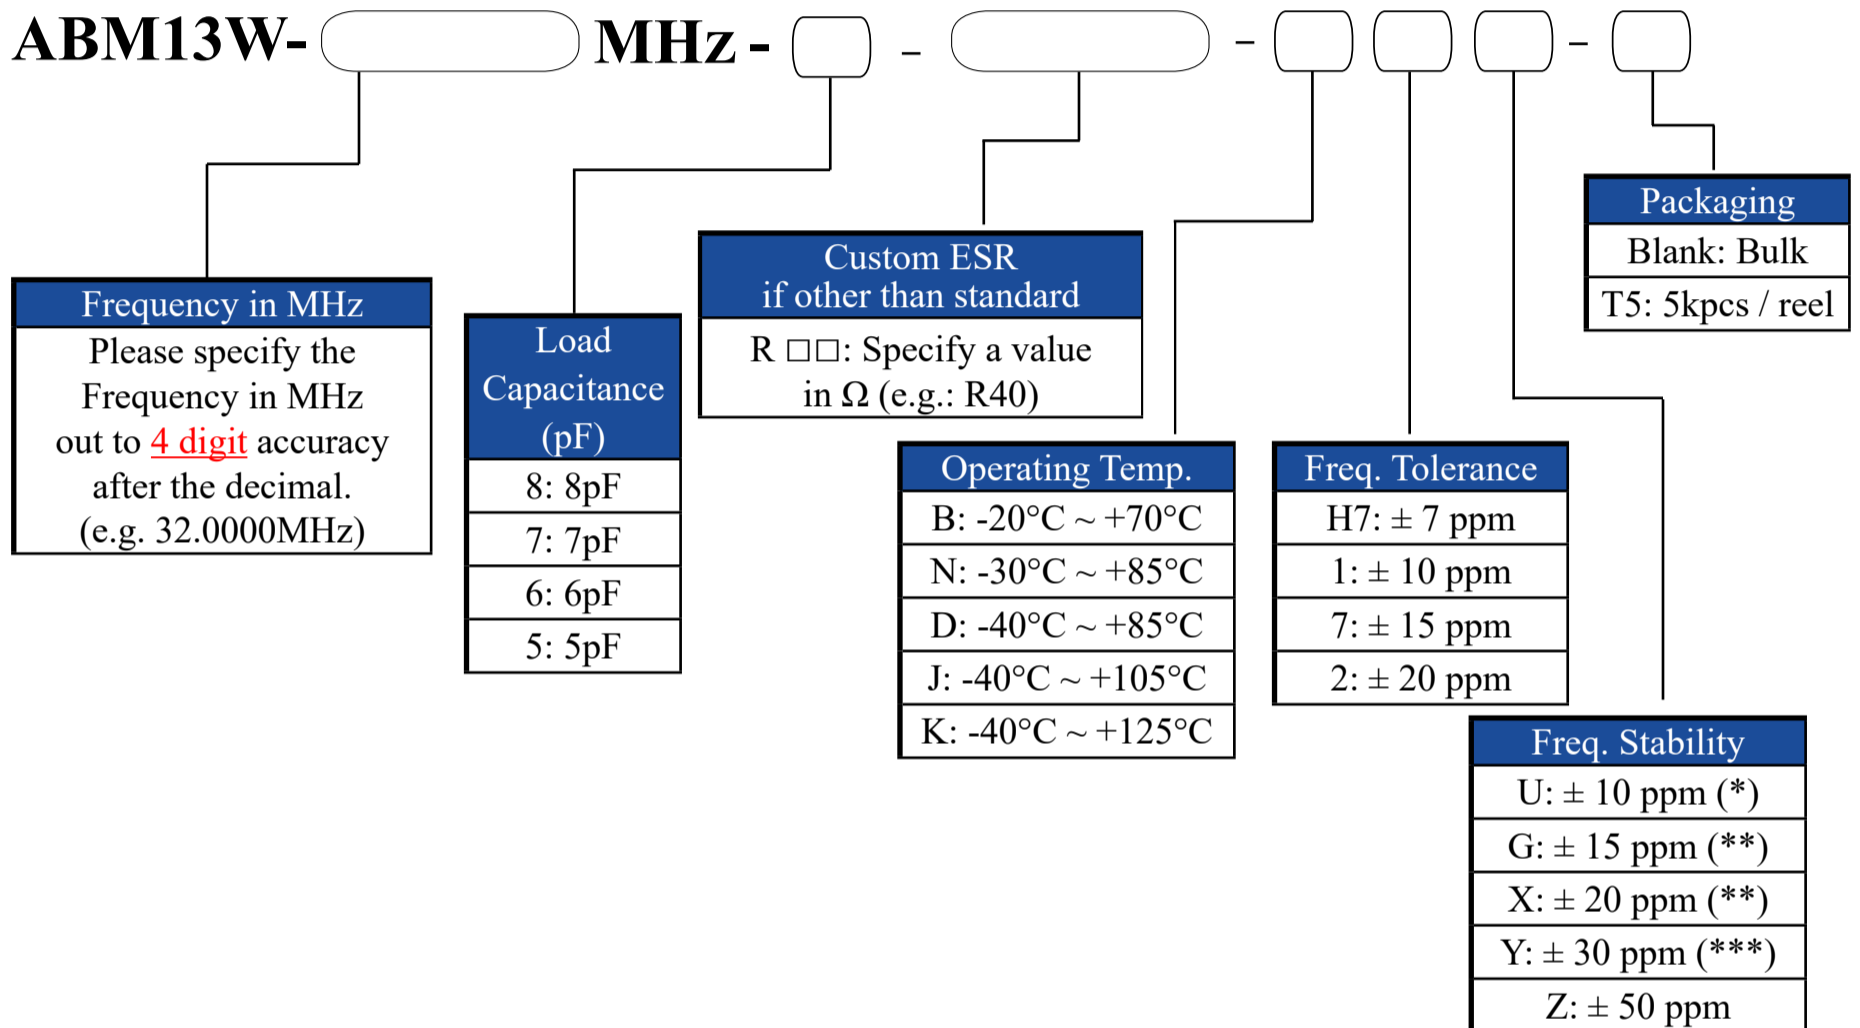 ABM13W- MHz - – – –
Packaging
Blank: Bulk
T5: 5kpcs / reel
Custom ESR
if other than standard
R □□: Specify a value
in Ω (e.g.: R40)
Frequency in MHz
Please specify the
Frequency in MHz
out to 4 digit accuracy
after the decimal.
(e.g. 32.0000MHz)
Load
Capacitance
(pF)
8: 8pF
7: 7pF
6: 6pF
5: 5pF
Operating Temp.
B: -20°C ~ +70°C
N: -30°C ~ +85°C
D: -40°C ~ +85°C
J: -40°C ~ +105°C
K: -40°C ~ +125°C
Freq. Tolerance
H7: ± 7 ppm
1: ± 10 ppm
7: ± 15 ppm
2: ± 20 ppm
Freq. Stability
U: ± 10 ppm (*)
G: ± 15 ppm (**)
X: ± 20 ppm (**)
Y: ± 30 ppm (***)
Z: ± 50 ppm